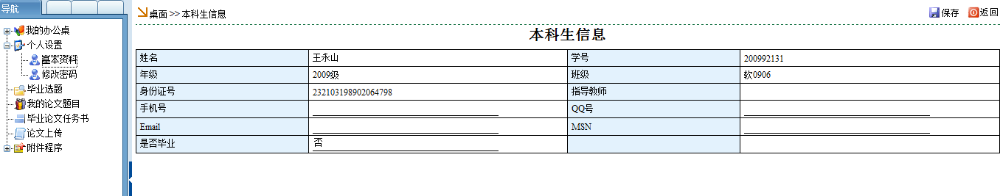 导航
我的办公桌
个人设置
基本资料
修改密码
毕业选题
我的论文题目
毕业论文任务书
论文上传
附件程序
桌面 >> 本科生信息
保存 返回
本科生信息
姓名 王永山 学号 200992131
年级 2009级 班级 软0906
身份证号 232103198902064798 指导教师
手机号 QQ号
Email MSN
是否毕业 否